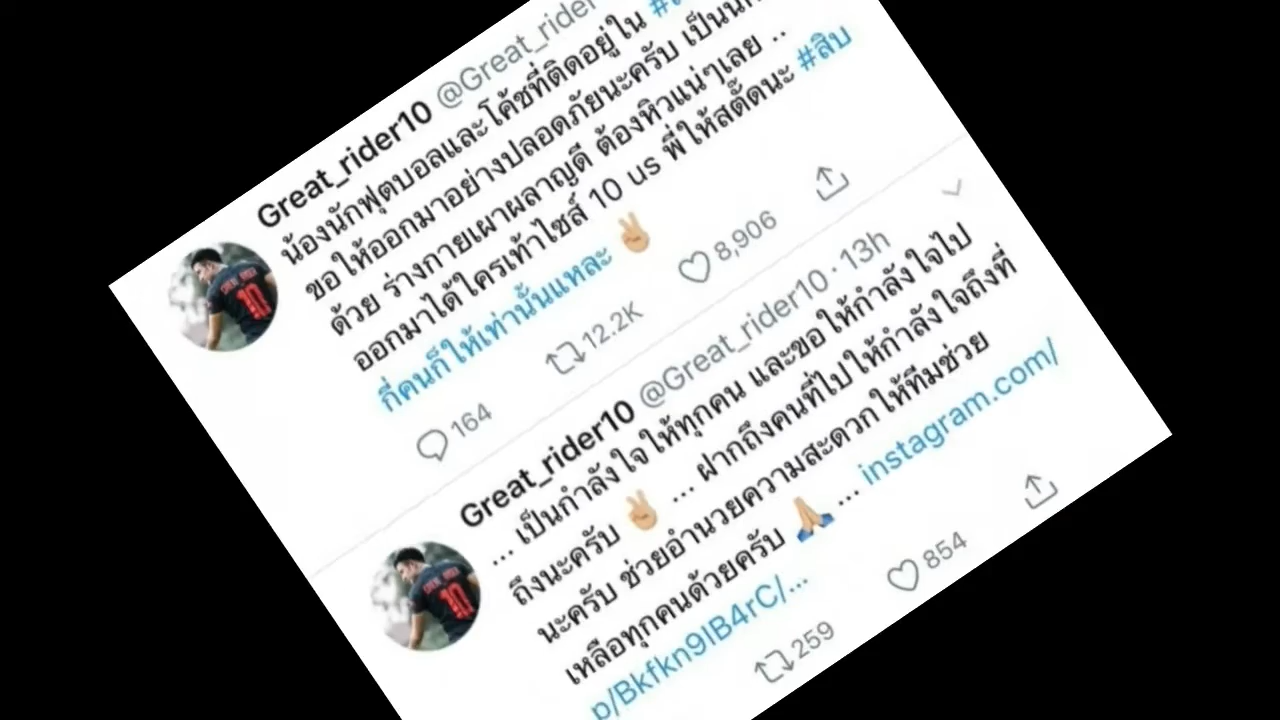 Great_rider10 @Great_rider
น้องนักฟุตบอลและโค้ชที่ติดอยู่ใน
ขอให้ออกมาอย่างปลอดภัยนะครับ
ด้วย ร่างกายเผาผลาญดี ต้องหิวแน่ๆเลย ..
ออกมาได้ใครเท้าไซส์ 10 us พี่ให้สตั๊ดนะ #สิบ
กี่คนก็ให้เท่านั้นแหละ ✌🏼
164 12.2K 8,906
Great_rider10 @Great_rider10 · 13h
... เป็นกำลังใจให้ทุกคน และขอให้กำลังใจไป
ถึงนะครับ ✌🏼 ... ฝากถึงคนที่ไปให้กำลังใจถึงที่
นะครับ ช่วยอำนวยความสะดวกให้ทีมช่วย
เหลือทุกคนด้วยครับ 🙏🏼 ... instagram.com/
p/Bkfkn9lB4rC/...
259 854